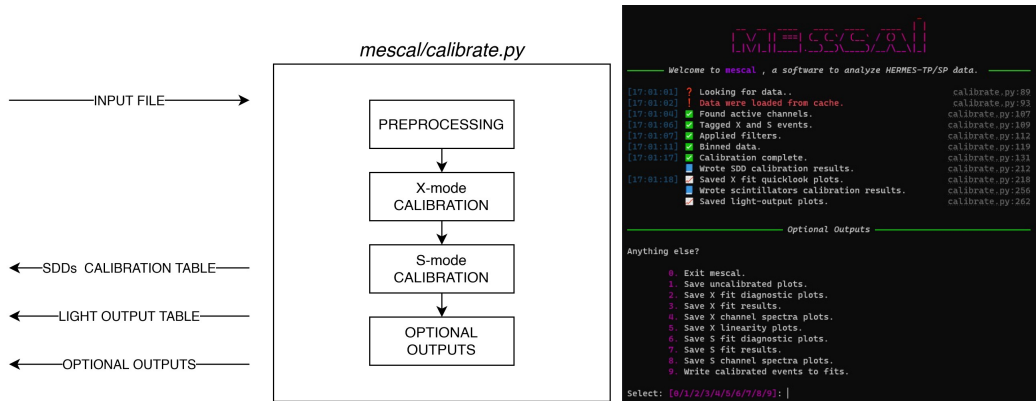 mescal/calibrate.py
INPUT FILE
PREPROCESSING
X-mode
CALIBRATION
S-mode
CALIBRATION
SDDs CALIBRATION TABLE
LIGHT OUTPUT TABLE
OPTIONAL
OUTPUTS
OPTIONAL OUTPUTS
Welcome to mescal , a software to analyze HERMES-TP/SP data.
[17:01:01] ❓ Looking for data.. calibrate.py:89
[17:01:02] ❗ Data were loaded from cache. calibrate.py:93
[17:01:04] ✅ Found active channels. calibrate.py:107
[17:01:06] ✅ Tagged X and S events. calibrate.py:109
[17:01:07] ✅ Applied filters. calibrate.py:112
[17:01:11] ✅ Binned data. calibrate.py:119
[17:01:17] ✅ Calibration complete. calibrate.py:131
Wrote SDD calibration results. calibrate.py:212
[17:01:18] Saved X fit quicklook plots. calibrate.py:218
Wrote scintillators calibration results. calibrate.py:256
Saved light-output plots. calibrate.py:262
Optional Outputs
Anything else?
0. Exit mescal.
1. Save uncalibrated plots.
2. Save X fit diagnostic plots.
3. Save X fit results.
4. Save X channel spectra plots.
5. Save X linearity plots.
6. Save S fit diagnostic plots.
7. Save S fit results.
8. Save S channel spectra plots.
9. Write calibrated events to fits.
Select: [0/1/2/3/4/5/6/7/8/9]: